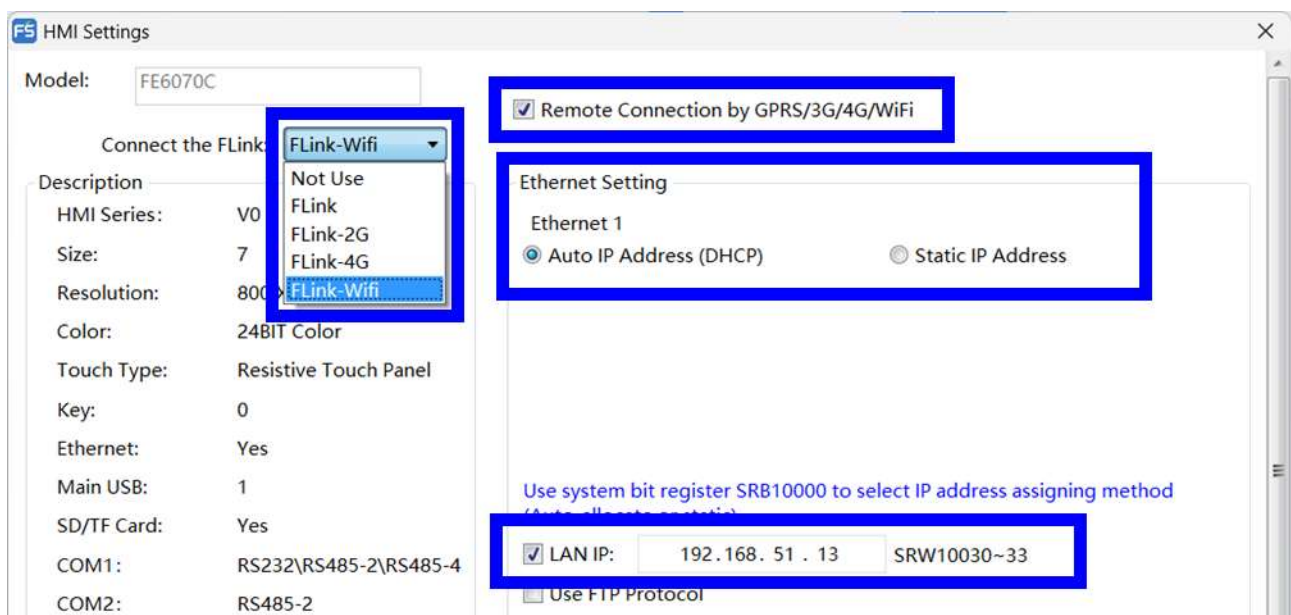 FS HMI Settings
Model: FE6070C
Remote Connection by GPRS/3G/4G/WiFi
Connect the FLink: FLink-Wifi
Not Use
FLink
FLink-2G
FLink-4G
FLink-Wifi
Description
HMI Series: V0
Size: 7
Resolution: 800
Color: 24BIT Color
Touch Type: Resistive Touch Panel
Key: 0
Ethernet: Yes
Main USB: 1
SD/TF Card: Yes
COM1: RS232\RS485-2\RS485-4
COM2: RS485-2
Ethernet Setting
Ethernet 1
Auto IP Address (DHCP) Static IP Address
Use system bit register SRB10000 to select IP address assigning method
LAN IP: 192.168. 51 . 13 SRW10030~33
Use FTP Protocol